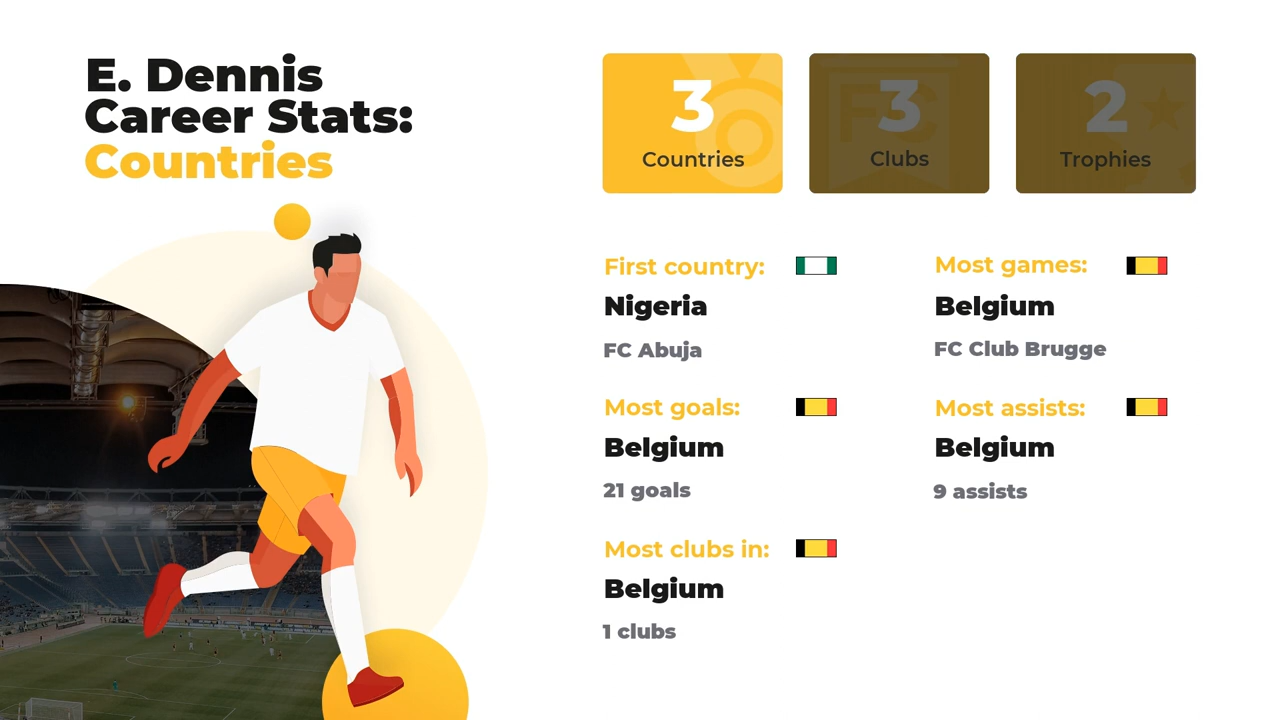 E. Dennis
Career Stats:
Countries
3
Countries
3
Clubs
2
Trophies
First country:
Nigeria
FC Abuja
Most games:
Belgium
FC Club Brugge
Most goals:
Belgium
21 goals
Most assists:
Belgium
9 assists
Most clubs in:
Belgium
1 clubs
FC